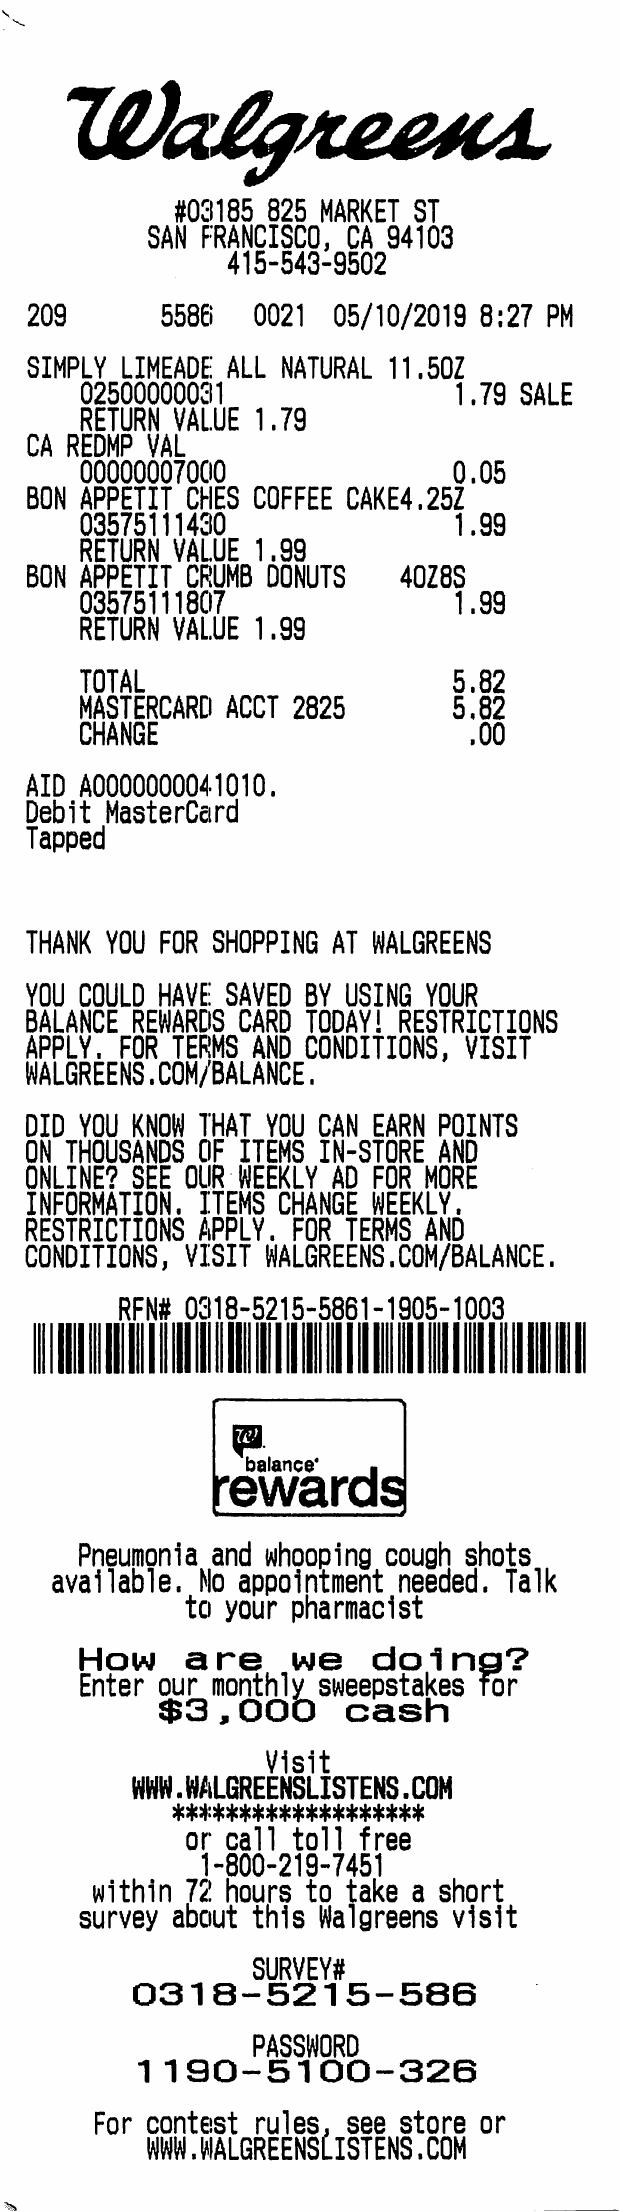 Walgreens
#03185 825 MARKET ST
SAN FRANCISCO, CA 94103
415-543-9502
209 5586 0021 05/10/2019 8:27 PM
SIMPLY LIMEADE ALL NATURAL 11.5OZ
02500000031 1.79 SALE
RETURN VALUE 1.79
CA REDMP VAL
00000007000 0.05
BON APPETIT CHES COFFEE CAKE4.25Z
03575111430 1.99
RETURN VALUE 1.99
BON APPETIT CRUMB DONUTS 4OZ8S
03575111807 1.99
RETURN VALUE 1.99
TOTAL 5.82
MASTERCARD ACCT 2825 5.82
CHANGE .00
AID A0000000041010.
Debit MasterCard
Tapped
THANK YOU FOR SHOPPING AT WALGREENS
YOU COULD HAVE SAVED BY USING YOUR
BALANCE REWARDS CARD TODAY! RESTRICTIONS
APPLY. FOR TERMS AND CONDITIONS, VISIT
WALGREENS.COM/BALANCE.
DID YOU KNOW THAT YOU CAN EARN POINTS
ON THOUSANDS OF ITEMS IN-STORE AND
ONLINE? SEE OUR WEEKLY AD FOR MORE
INFORMATION. ITEMS CHANGE WEEKLY.
RESTRICTIONS APPLY. FOR TERMS AND
CONDITIONS, VISIT WALGREENS.COM/BALANCE.
RFN# 0318-5215-5861-1905-1003
W
balance®
rewards
Pneumonia and whooping cough shots
available. No appointment needed. Talk
to your pharmacist
How are we doing?
Enter our monthly sweepstakes for
$3,000 cash
Visit
WWW.WALGREENSLISTENS.COM
*******************
or call toll free
1-800-219-7451
within 72 hours to take a short
survey about this Walgreens visit
SURVEY#
0318-5215-586
PASSWORD
1190-5100-326
For contest rules, see store or
WWW.WALGREENSLISTENS.COM